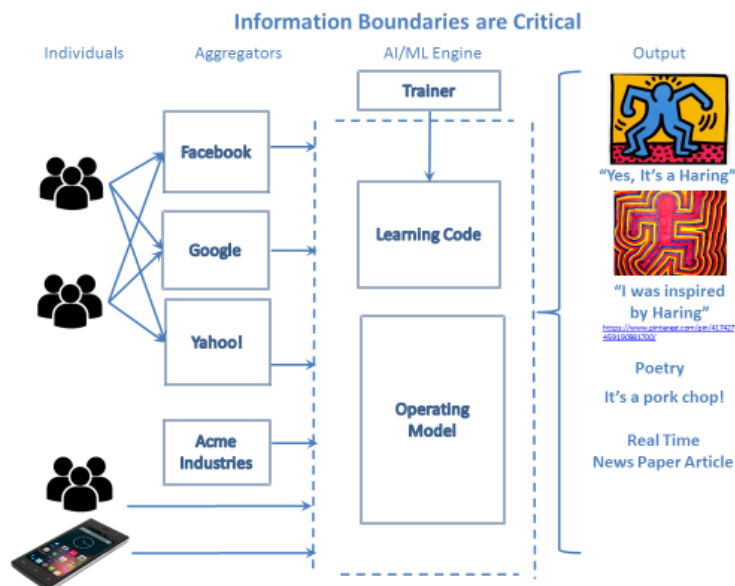 Information Boundaries are Critical
Individuals
Aggregators
AI/ML Engine
Output
Trainer
Facebook
Google
Yahoo!
Acme
Industries
Learning Code
Operating
Model
"Yes, It's a Haring"
"I was inspired
by Haring"
Poetry
It's a pork chop!
Real Time
News Paper Article